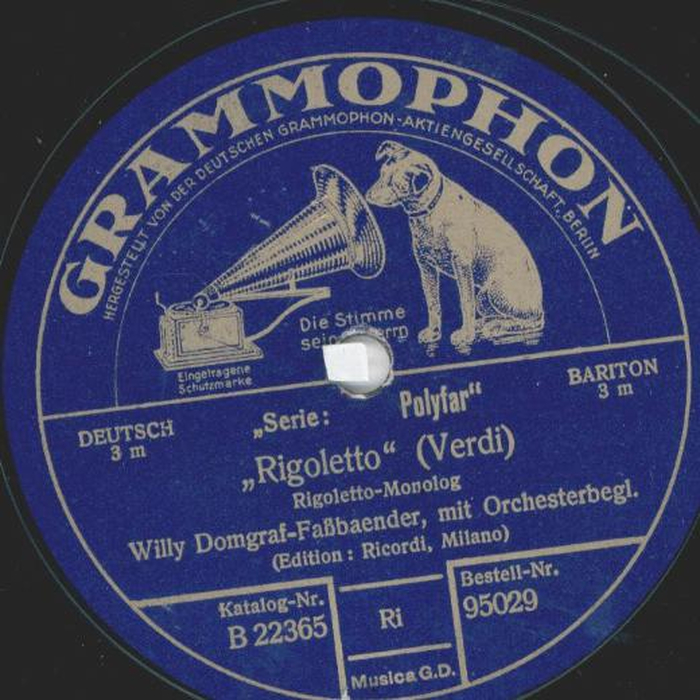 GRAMMOPHON
HERGESTELLT VON DER DEUTSCHEN GRAMMOPHON-AKTIENGESELLSCHAFT, BERLIN
Die Stimme
Eingetragene
Schutzmarke
DEUTSCH
3 m
BARITON
3 m
„Serie: Polyfar“
„Rigoletto“ (Verdi)
Rigoletto-Monolog
Willy Domgraf-Faßbaender, mit Orchesterbegl.
(Edition: Ricordi, Milano)
Katalog-Nr.
B 22365
Ri
Bestell-Nr.
95029
Musica G.D.